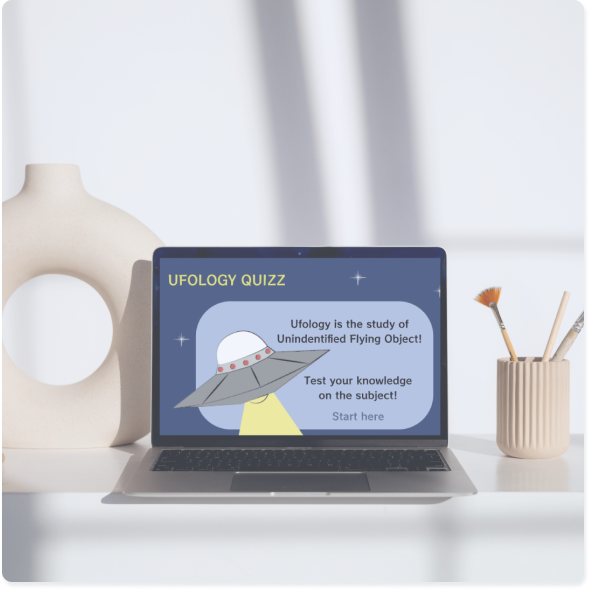 UFOLOGY QUIZZ
Ufology is the study of
Unindentified Flying Object!
Test your knowledge
on the subject!
Start here